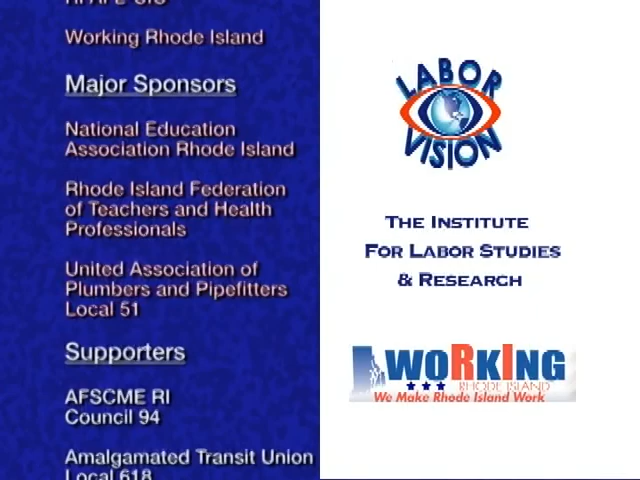 Working Rhode Island
Major Sponsors
National Education
Association Rhode Island
Rhode Island Federation
of Teachers and Health
Professionals
United Association of
Plumbers and Pipefitters
Local 51
Supporters
AFSCME RI
Council 94
Amalgamated Transit Union
Local 618
LABOR
VISION
THE INSTITUTE
FOR LABOR STUDIES
& RESEARCH
WORKING
RHODE ISLAND
We Make Rhode Island Work